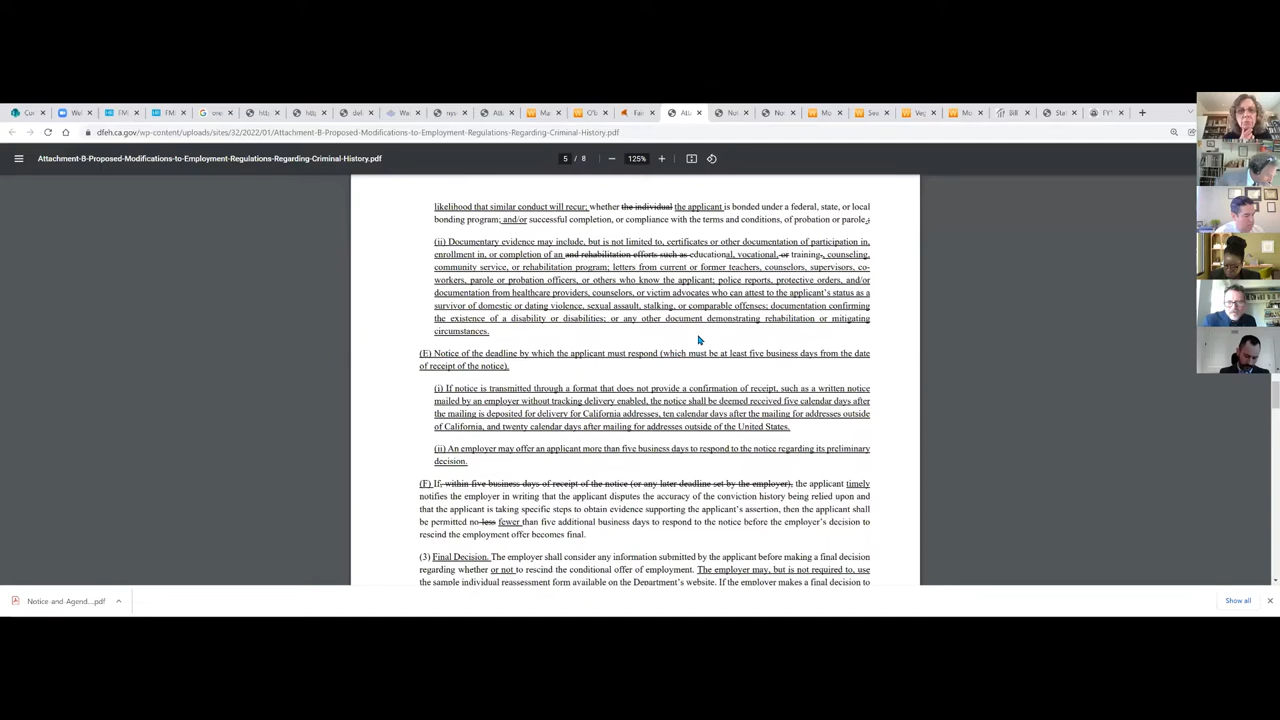 Wel
FMI
FMI
one
http
http
def
Wa
nys
Att
Ma
O'b
Fair
Atta
Not
Not
Mo
Sea
Veg
Mo
Bill
Stat
FY'
dfeh.ca.gov/wp-content/uploads/sites/32/2022/01/Attachment-B-Proposed-Modifications-to-Employment-Regulations-Regarding-Criminal-History.pdf
Attachment-B-Proposed-Modifications-to-Employment-Regulations-Regarding-Criminal-History.pdf 5 / 8 125%
likelihood that similar conduct will recur; whether the individual the applicant is bonded under a federal, state, or local
bonding program; and/or successful completion, or compliance with the terms and conditions, of probation or parole.;
(ii) Documentary evidence may include, but is not limited to, certificates or other documentation of participation in,
enrollment in, or completion of an and rehabilitation efforts such as educational, vocational, or training-, counseling,
community service, or rehabilitation program; letters from current or former teachers, counselors, supervisors, co-
workers, parole or probation officers, or others who know the applicant; police reports, protective orders, and/or
documentation from healthcare providers, counselors, or victim advocates who can attest to the applicant's status as a
survivor of domestic or dating violence, sexual assault, stalking, or comparable offenses; documentation confirming
the existence of a disability or disabilities; or any other document demonstrating rehabilitation or mitigating
circumstances.
(E) Notice of the deadline by which the applicant must respond (which must be at least five business days from the date
of receipt of the notice).
(i) If notice is transmitted through a format that does not provide a confirmation of receipt, such as a written notice
mailed by an employer without tracking delivery enabled, the notice shall be deemed received five calendar days after
the mailing is deposited for delivery for California addresses, ten calendar days after the mailing for addresses outside
of California, and twenty calendar days after mailing for addresses outside of the United States.
(ii) An employer may offer an applicant more than five business days to respond to the notice regarding its preliminary
decision.
(F) If, within five business days of receipt of the notice (or any later deadline set by the employer), the applicant timely
notifies the employer in writing that the applicant disputes the accuracy of the conviction history being relied upon and
that the applicant is taking specific steps to obtain evidence supporting the applicant's assertion, then the applicant shall
be permitted no less fewer than five additional business days to respond to the notice before the employer's decision to
rescind the employment offer becomes final.
(3) Final Decision. The employer shall consider any information submitted by the applicant before making a final decision
regarding whether or not to rescind the conditional offer of employment. The employer may, but is not required to, use
the sample individual reassessment form available on the Department's website. If the employer makes a final decision to
Notice and Agend....pdf
Show all